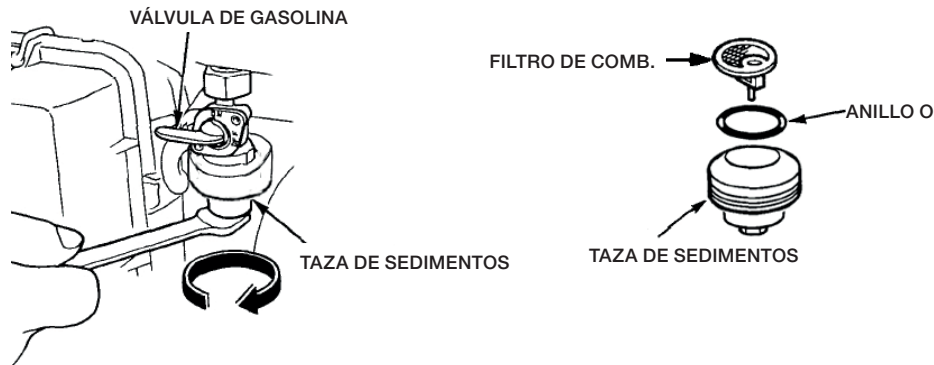 VÁLVULA DE GASOLINA
FILTRO DE COMB.
ANILLO O
TAZA DE SEDIMENTOS
TAZA DE SEDIMENTOS